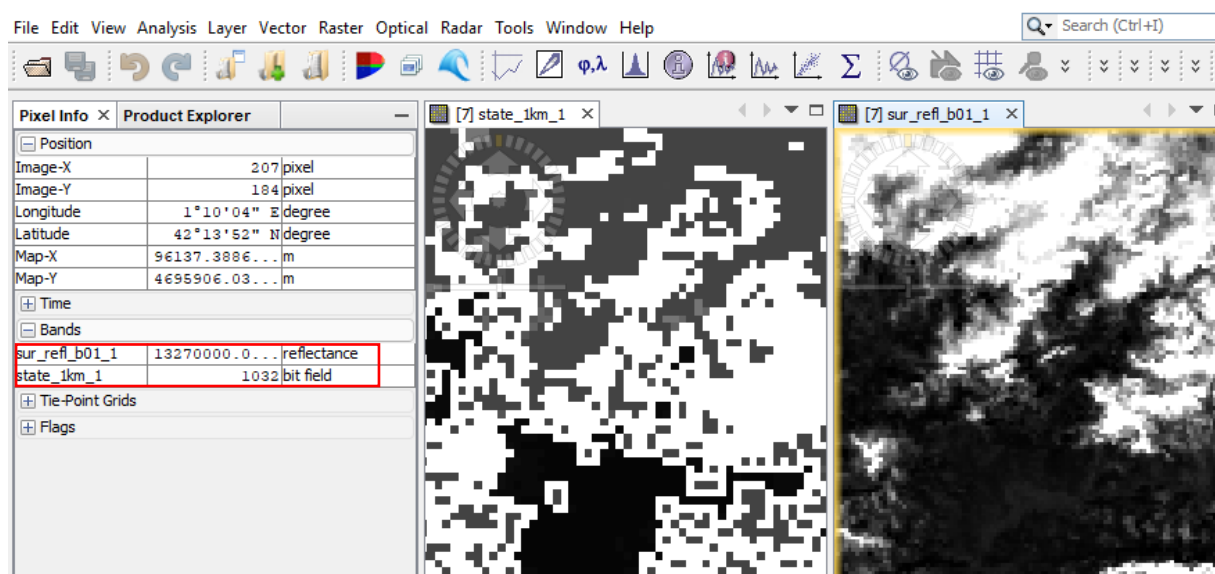 File Edit View Analysis Layer Vector Raster Optical Radar Tools Window Help
Search (Ctrl+I)
φ,λ Σ
Pixel Info × Product Explorer
[7] state_1km_1 ×
[7] sur_refl_b01_1 ×
Position
Image-X 207 pixel
Image-Y 184 pixel
Longitude 1°10'04" E degree
Latitude 42°13'52" N degree
Map-X 96137.3886... m
Map-Y 4695906.03... m
Time
Bands
sur_refl_b01_1 13270000.0... reflectance
state_1km_1 1032 bit field
Tie-Point Grids
Flags